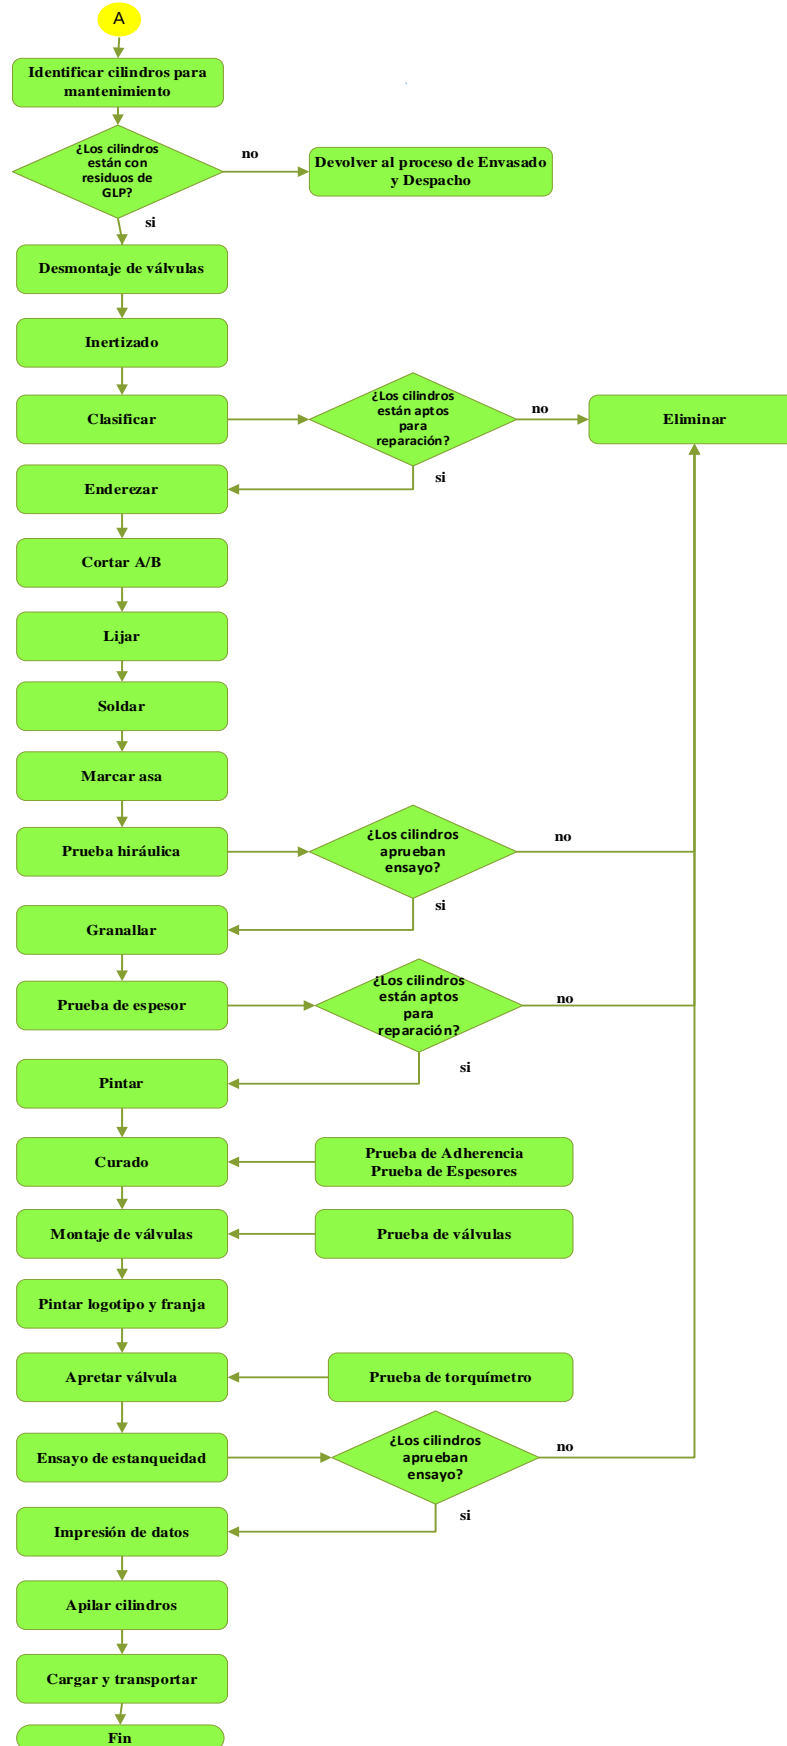 A
Identificar cilindros para
mantenimiento
¿Los cilindros
están con
residuos de
GLP?
no
Devolver al proceso de Envasado
y Despacho
si
Desmontaje de válvulas
Inertizado
Clasificar
¿Los cilindros
están aptos
para
reparación?
no
Eliminar
si
Enderezar
Cortar A/B
Lijar
Soldar
Marcar asa
Prueba hiráulica
¿Los cilindros
aprueban
ensayo?
no
si
Granallar
Prueba de espesor
¿Los cilindros
están aptos
para
reparación?
no
si
Pintar
Curado
Prueba de Adherencia
Prueba de Espesores
Montaje de válvulas
Prueba de válvulas
Pintar logotipo y franja
Apretar válvula
Prueba de torquímetro
Ensayo de estanqueidad
¿Los cilindros
aprueban
ensayo?
no
si
Impresión de datos
Apilar cilindros
Cargar y transportar
Fin